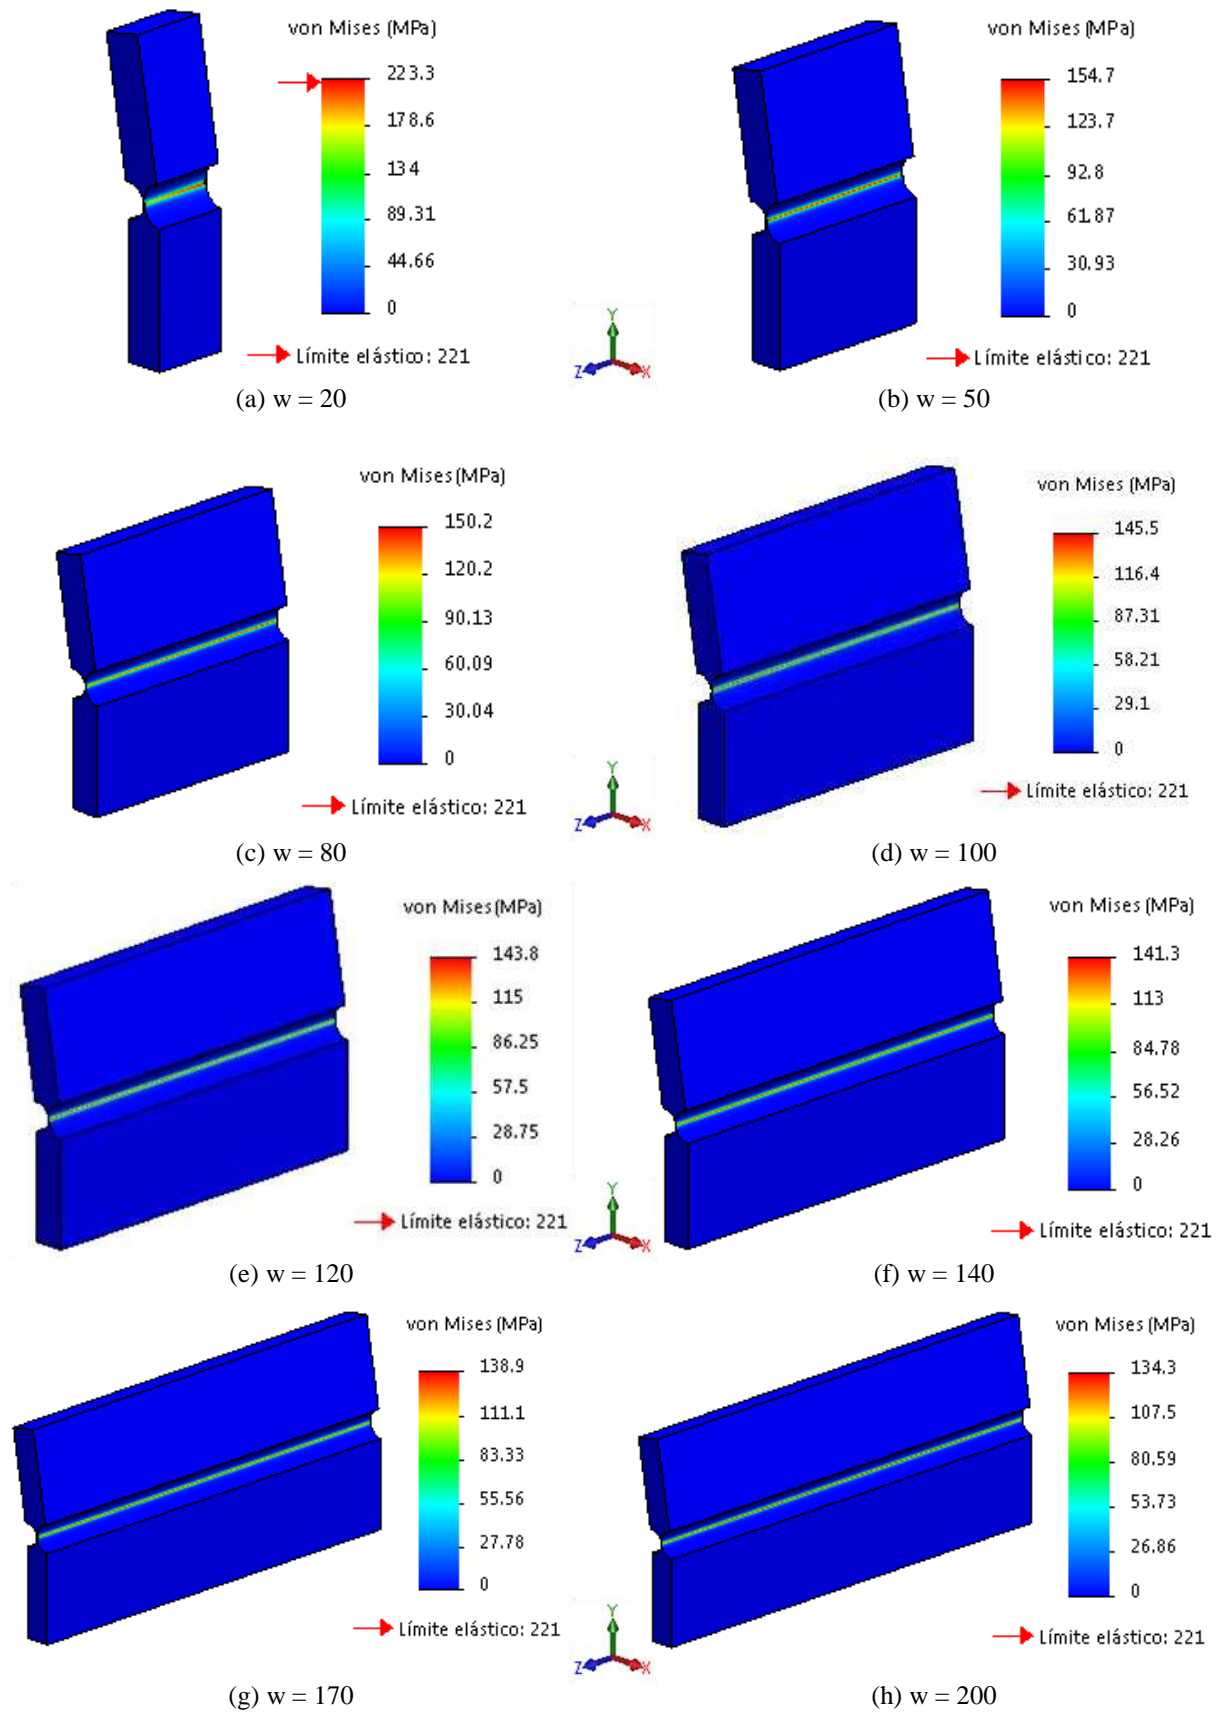 von Mises (MPa)
223.3
178.6
134
89.31
44.66
0
Límite elástico: 221
(a) w = 20
von Mises (MPa)
154.7
123.7
92.8
61.87
30.93
0
Límite elástico: 221
Y
Z
X
(b) w = 50
von Mises (MPa)
150.2
120.2
90.13
60.09
30.04
0
Límite elástico: 221
(c) w = 80
von Mises (MPa)
145.5
116.4
87.31
58.21
29.1
0
Límite elástico: 221
Y
Z
X
(d) w = 100
von Mises (MPa)
143.8
115
86.25
57.5
28.75
0
Límite elástico: 221
(e) w = 120
von Mises (MPa)
141.3
113
84.78
56.52
28.26
0
Límite elástico: 221
Y
Z
X
(f) w = 140
von Mises (MPa)
138.9
111.1
83.33
55.56
27.78
0
Límite elástico: 221
(g) w = 170
von Mises (MPa)
134.3
107.5
80.59
53.73
26.86
0
Límite elástico: 221
Y
Z
X
(h) w = 200